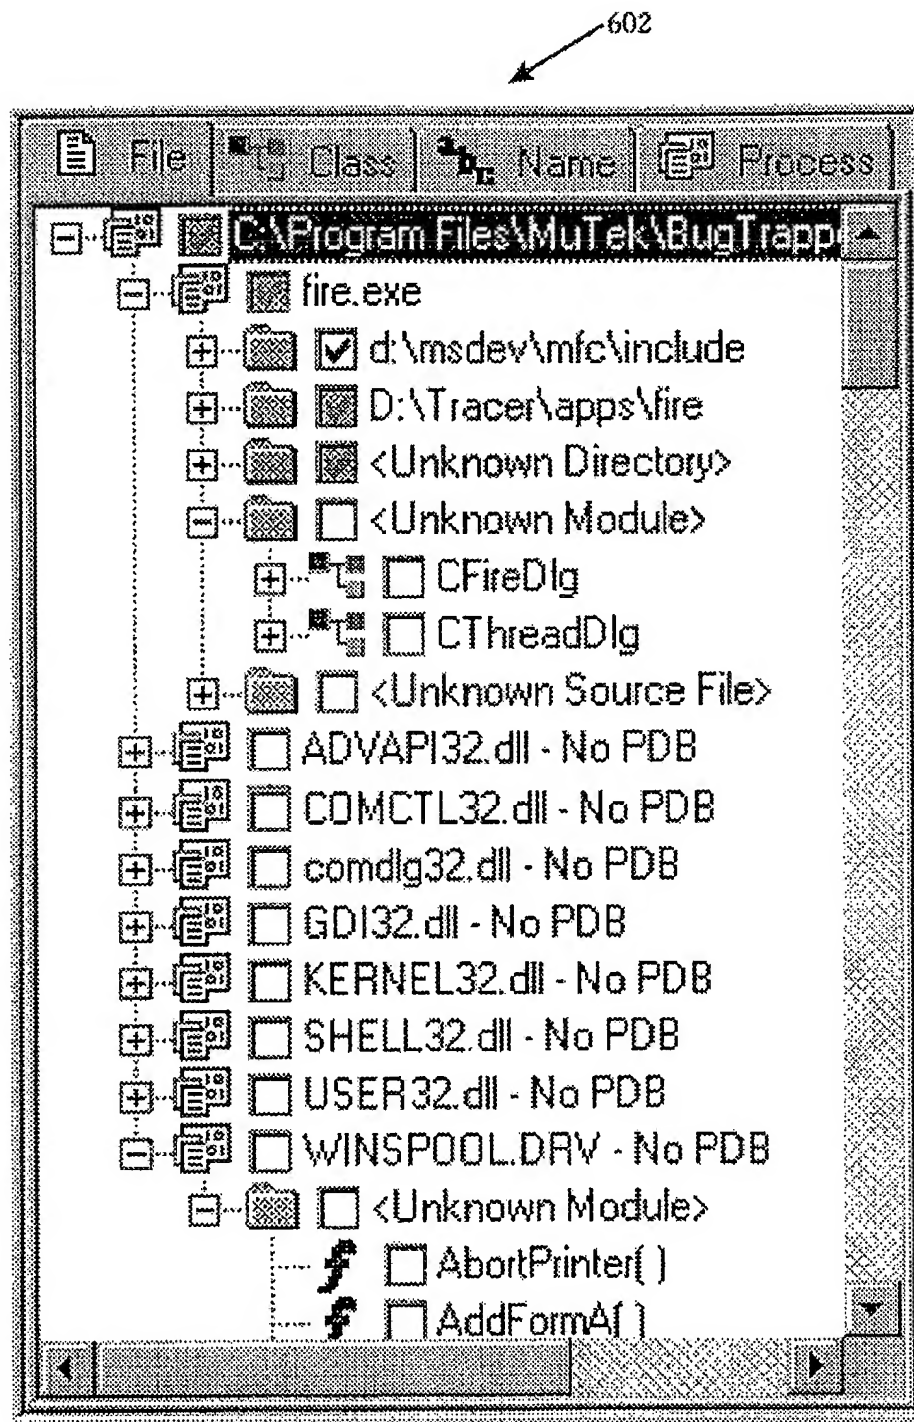 602
File Class abc Name Process
C:\Program Files\MuTek\BugTrappe
fire.exe
d:\msdev\mfc\include
D:\Tracer\apps\fire
<Unknown Directory>
<Unknown Module>
CFireDlg
CThreadDlg
<Unknown Source File>
ADVAPI32.dll - No PDB
COMCTL32.dll - No PDB
comdlg32.dll - No PDB
GDI32.dll - No PDB
KERNEL32.dll - No PDB
SHELL32.dll - No PDB
USER32.dll - No PDB
WINSPOOL.DRV - No PDB
<Unknown Module>
AbortPrinter( )
AddFormA( )